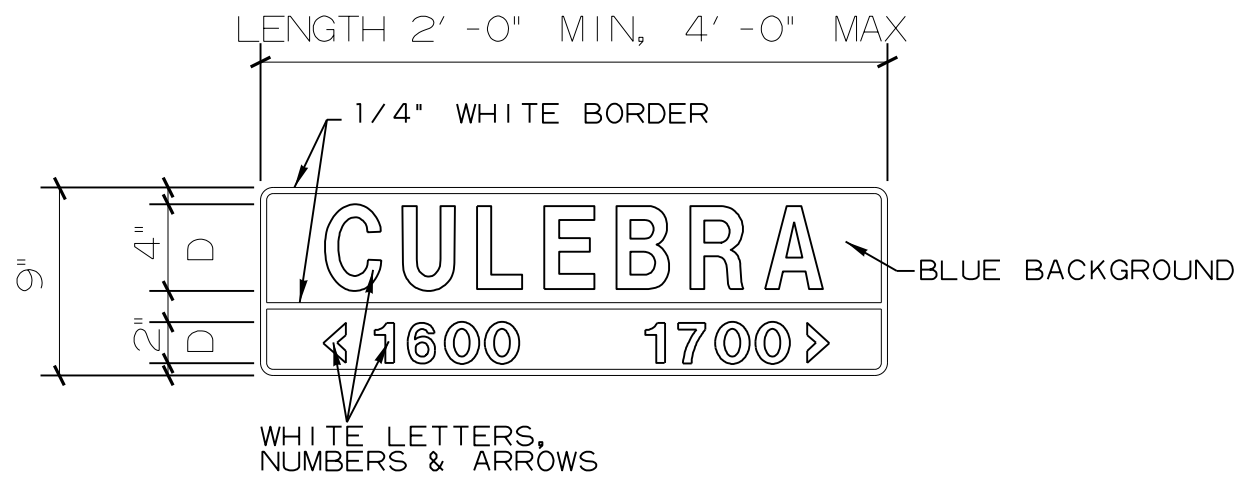 LENGTH 2'-0" MIN, 4'-0" MAX
1/4" WHITE BORDER
9"
4" D
2" D
CULEBRA
BLUE BACKGROUND
<1600 1700>
WHITE LETTERS,
NUMBERS & ARROWS